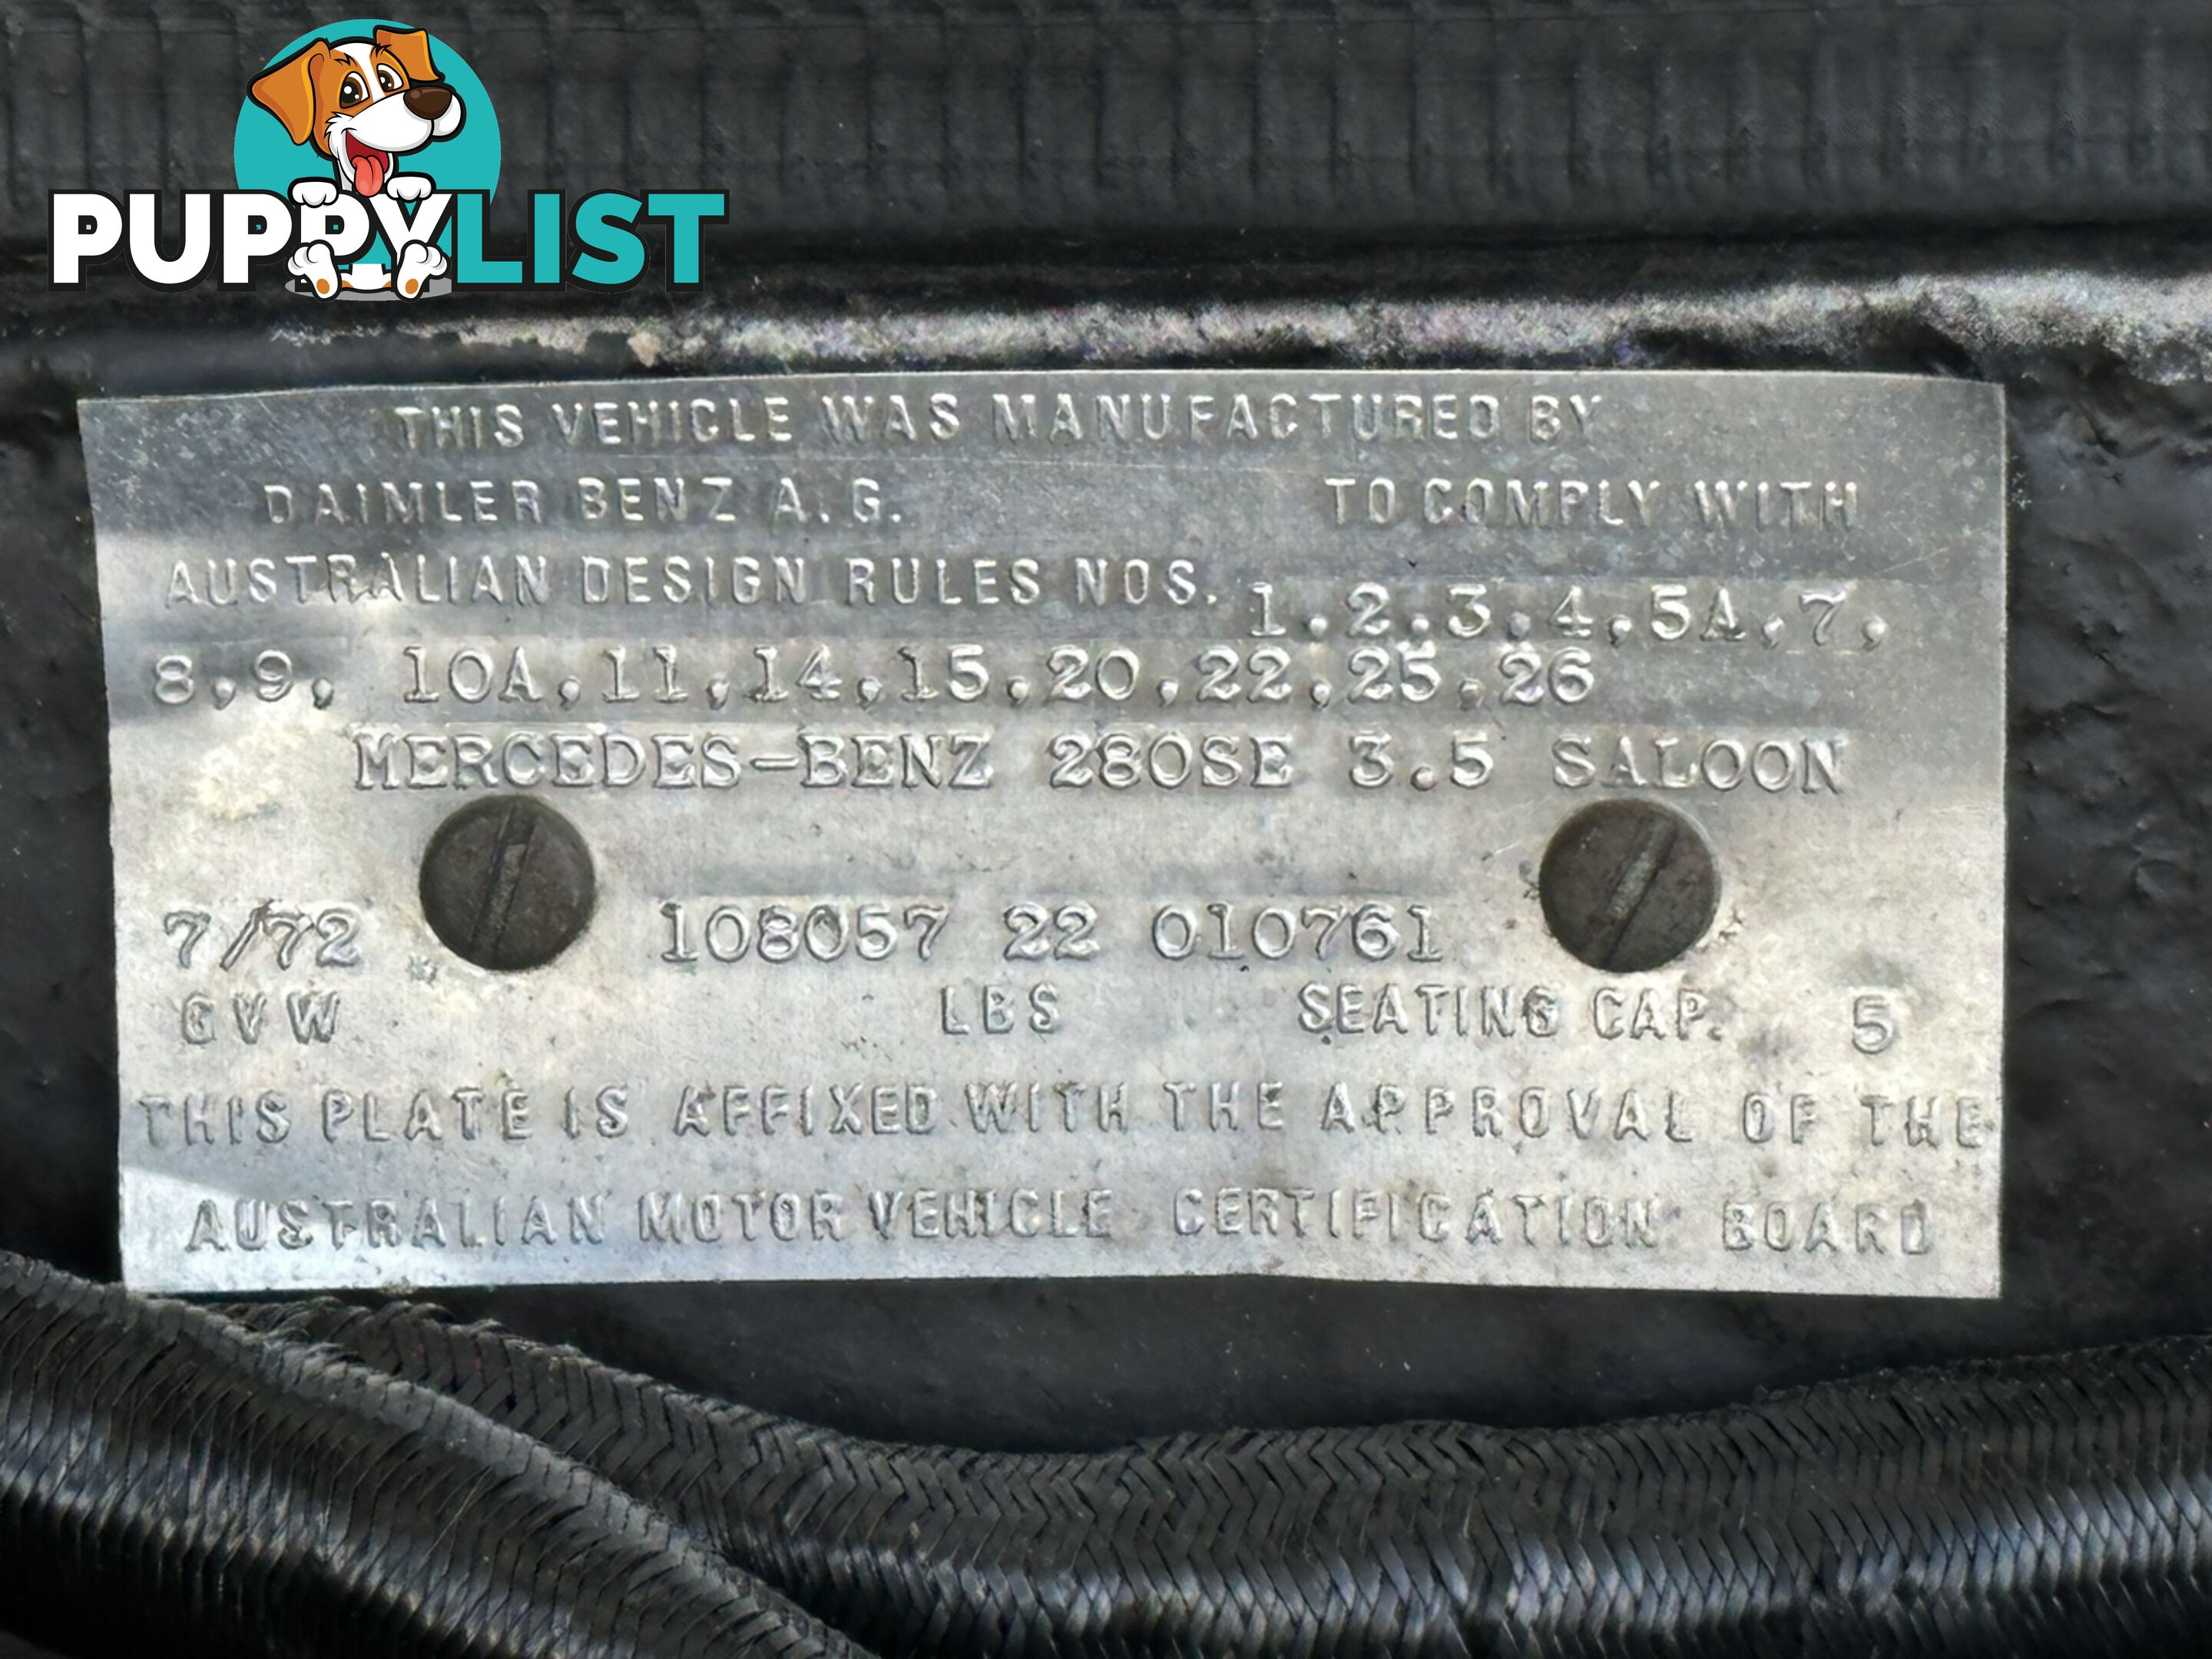 PUPPYLIST
THIS VEHICLE WAS MANUFACTURED BY
DAIMLER BENZ A.G. TO COMPLY WITH
AUSTRALIAN DESIGN RULES NOS. 1.2.3.4,5A,7,
8,9, 10A,11,14,15,20,22,25,26
MERCEDES-BENZ 280SE 3.5 SALOON
7/72 108057 22 010761
GVW LBS SEATING CAP. 5
THIS PLATE IS AFFIXED WITH THE APPROVAL OF THE
AUSTRALIAN MOTOR VEHICLE CERTIFICATION BOARD